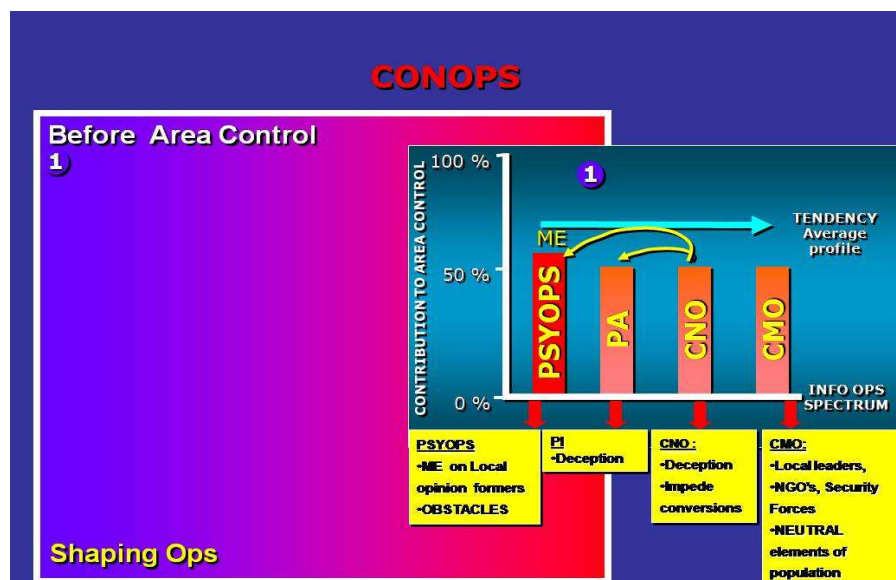 CONOPS
Before Area Control
1)
100 %
50 %
0 %
CONTRIBUTION TO AREA CONTROL
1
TENDENCY
Average
profile
ME
PSYOPS
PA
CNO
CMO
INFO OPS
SPECTRUM
PSYOPS
•ME on Local
opinion formers
•OBSTACLES
PI
•Deception
CNO :
•Deception
•Impede
conversions
CMO:
•Local leaders,
•NGO's, Security
Forces
•NEUTRAL
elements of
population
Shaping Ops